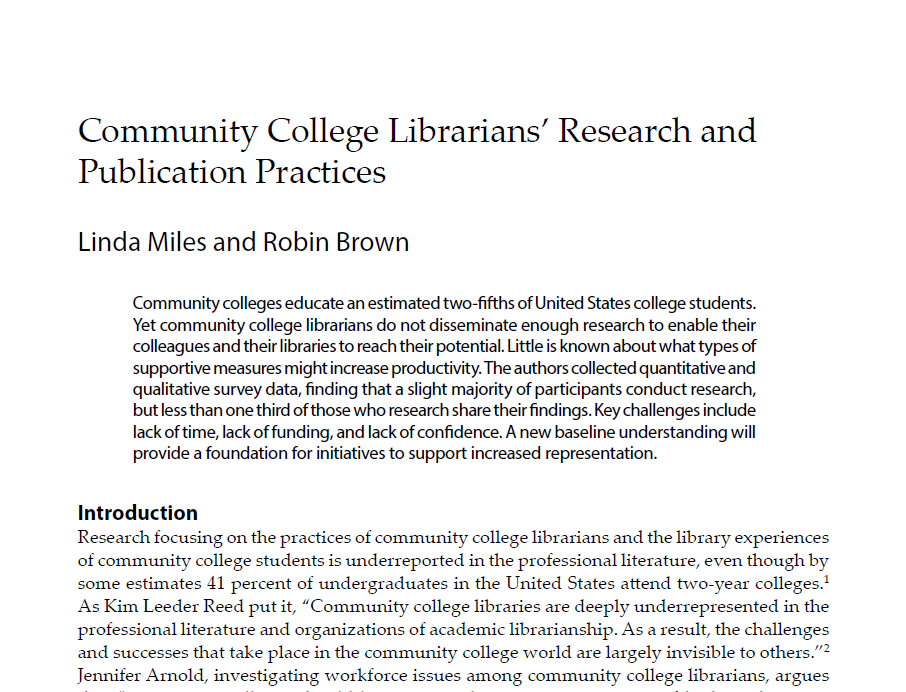 Community College Librarians’ Research and
Publication Practices
Linda Miles and Robin Brown
Community colleges educate an estimated two-fifths of United States college students.
Yet community college librarians do not disseminate enough research to enable their
colleagues and their libraries to reach their potential. Little is known about what types of
supportive measures might increase productivity. The authors collected quantitative and
qualitative survey data, finding that a slight majority of participants conduct research,
but less than one third of those who research share their findings. Key challenges include
lack of time, lack of funding, and lack of confidence. A new baseline understanding will
provide a foundation for initiatives to support increased representation.
Introduction
Research focusing on the practices of community college librarians and the library experiences
of community college students is underreported in the professional literature, even though by
some estimates 41 percent of undergraduates in the United States attend two-year colleges.¹
As Kim Leeder Reed put it, “Community college libraries are deeply underrepresented in the
professional literature and organizations of academic librarianship. As a result, the challenges
and successes that take place in the community college world are largely invisible to others.”²
Jennifer Arnold, investigating workforce issues among community college librarians, argues